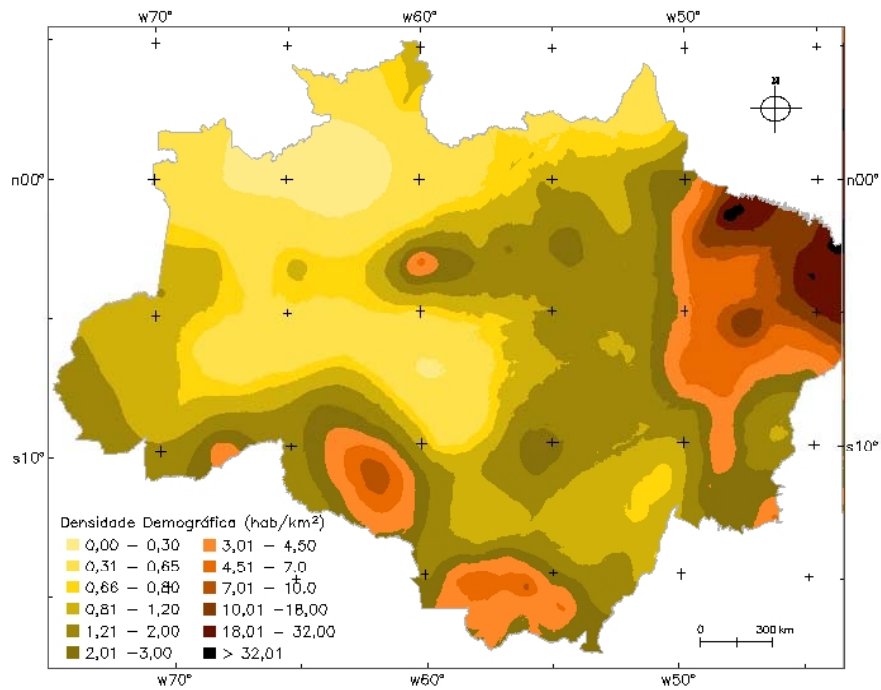 w70° w60° w50°
N
n00° n00°
s10° s10°
Densidade Demográfica (hab/km²)
0,00 – 0,30 3,01 – 4,50
0,31 – 0,65 4,51 – 7.0
0,66 – 0,80 7,01 – 10.0
0,81 – 1,20 10,01 –18,00
1,21 – 2,00 18,01 – 32,00
2,01 –3,00 > 32,01
0 300 km
w70° w60° w50°